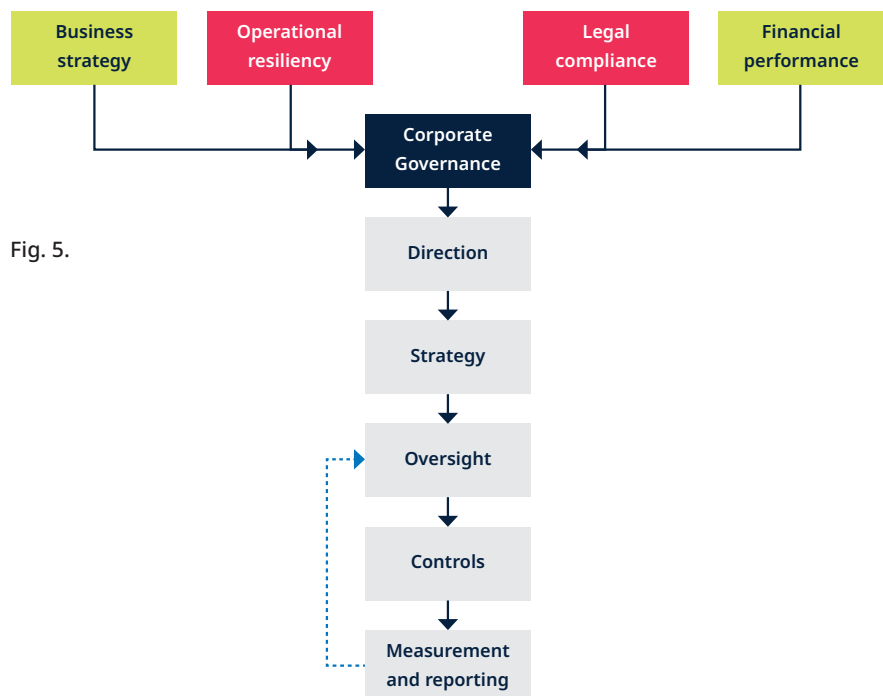 Business
strategy
Operational
resiliency
Legal
compliance
Financial
performance
Corporate
Governance
Fig. 5.
Direction
Strategy
Oversight
Controls
Measurement
and reporting